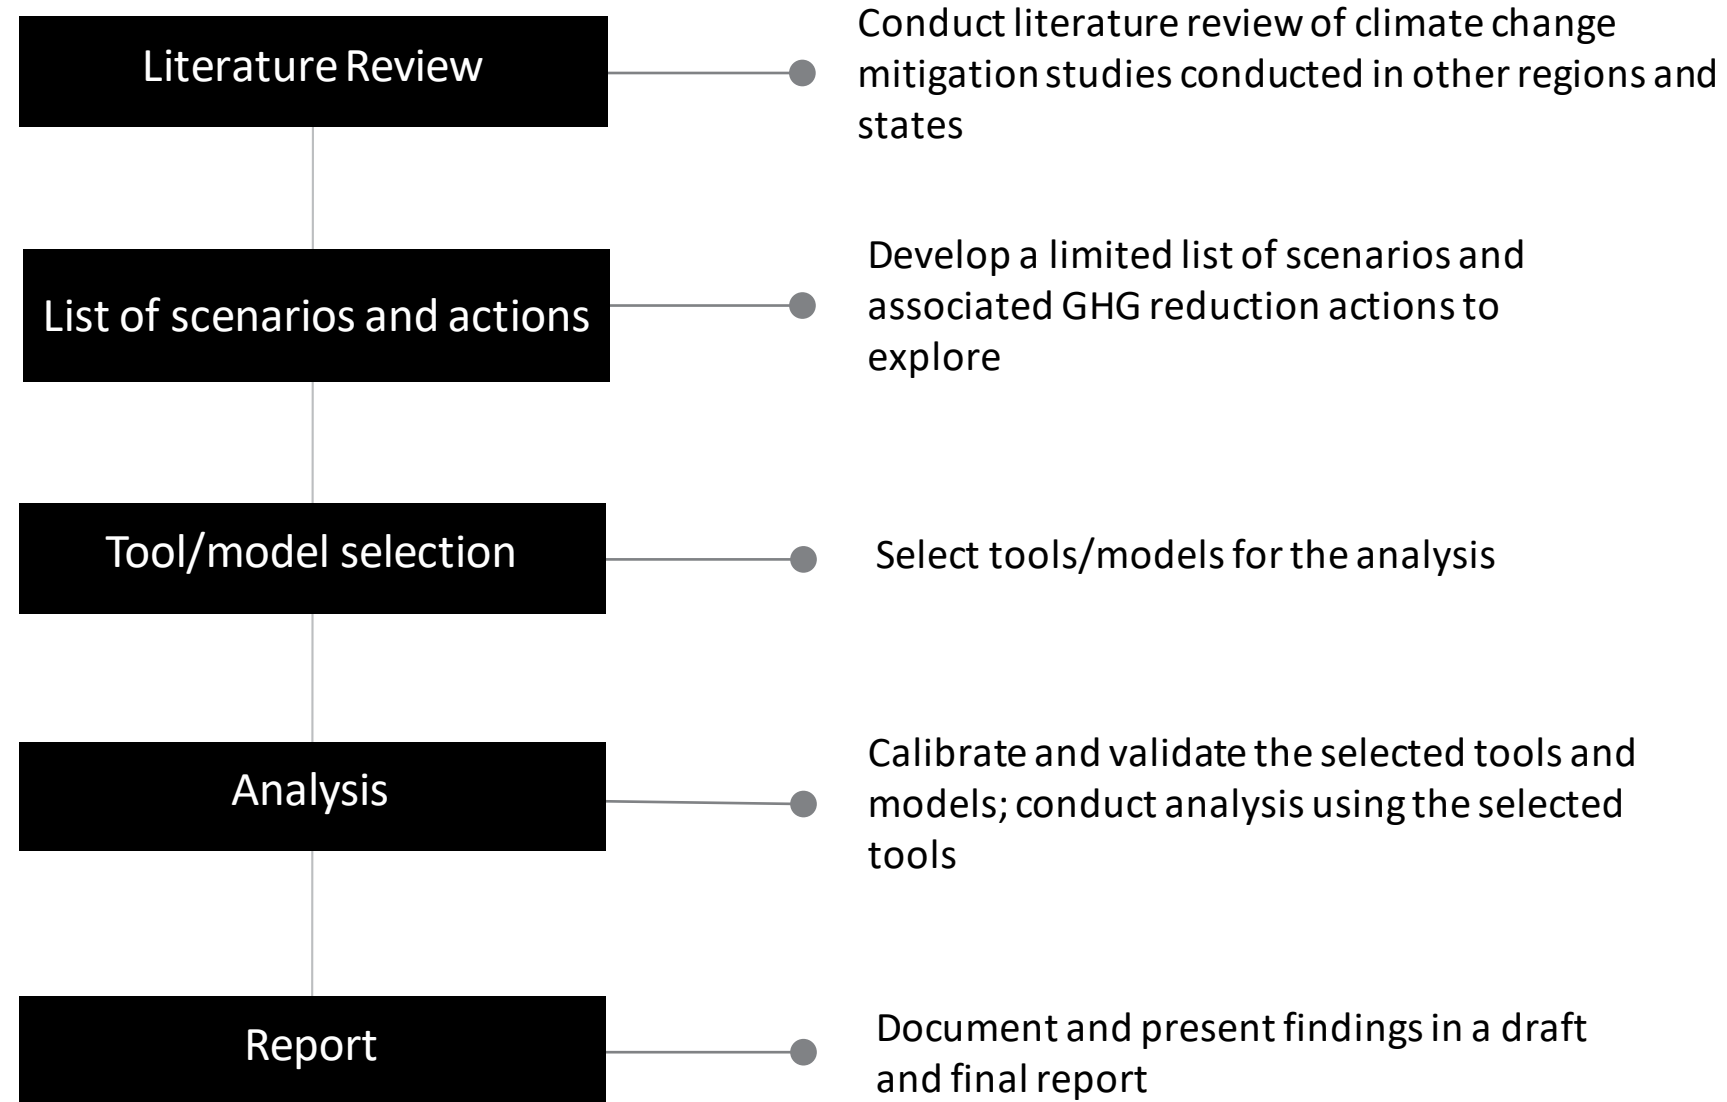 Literature Review
Conduct literature review of climate change
mitigation studies conducted in other regions and
states
List of scenarios and actions
Develop a limited list of scenarios and
associated GHG reduction actions to
explore
Tool/model selection
Select tools/models for the analysis
Analysis
Calibrate and validate the selected tools and
models; conduct analysis using the selected
tools
Report
Document and present findings in a draft
and final report